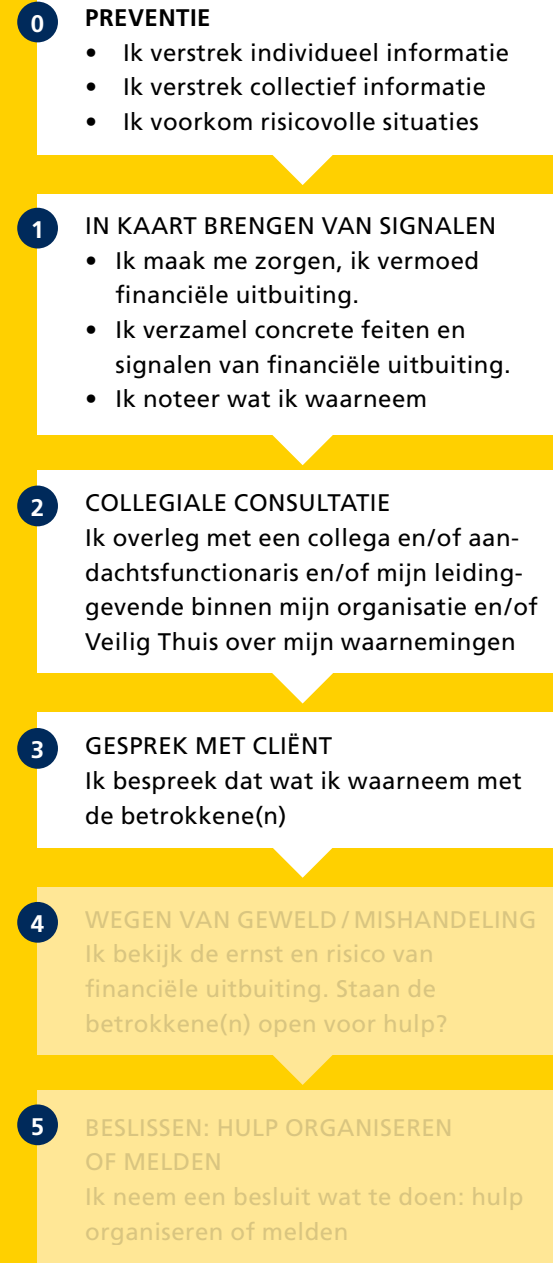 0 PREVENTIE
• Ik verstrek individueel informatie
• Ik verstrek collectief informatie
• Ik voorkom risicovolle situaties
1 IN KAART BRENGEN VAN SIGNALEN
• Ik maak me zorgen, ik vermoed
financiële uitbuiting.
• Ik verzamel concrete feiten en
signalen van financiële uitbuiting.
• Ik noteer wat ik waarneem
2 COLLEGIALE CONSULTATIE
Ik overleg met een collega en/of aan-
dachtsfunctionaris en/of mijn leiding-
gevende binnen mijn organisatie en/of
Veilig Thuis over mijn waarnemingen
3 GESPREK MET CLIËNT
Ik bespreek dat wat ik waarneem met
de betrokkene(n)
4 WEGEN VAN GEWELD / MISHANDELING
Ik bekijk de ernst en risico van
financiële uitbuiting. Staan de
betrokkene(n) open voor hulp?
5 BESLISSEN: HULP ORGANISEREN
OF MELDEN
Ik neem een besluit wat te doen: hulp
organiseren of melden